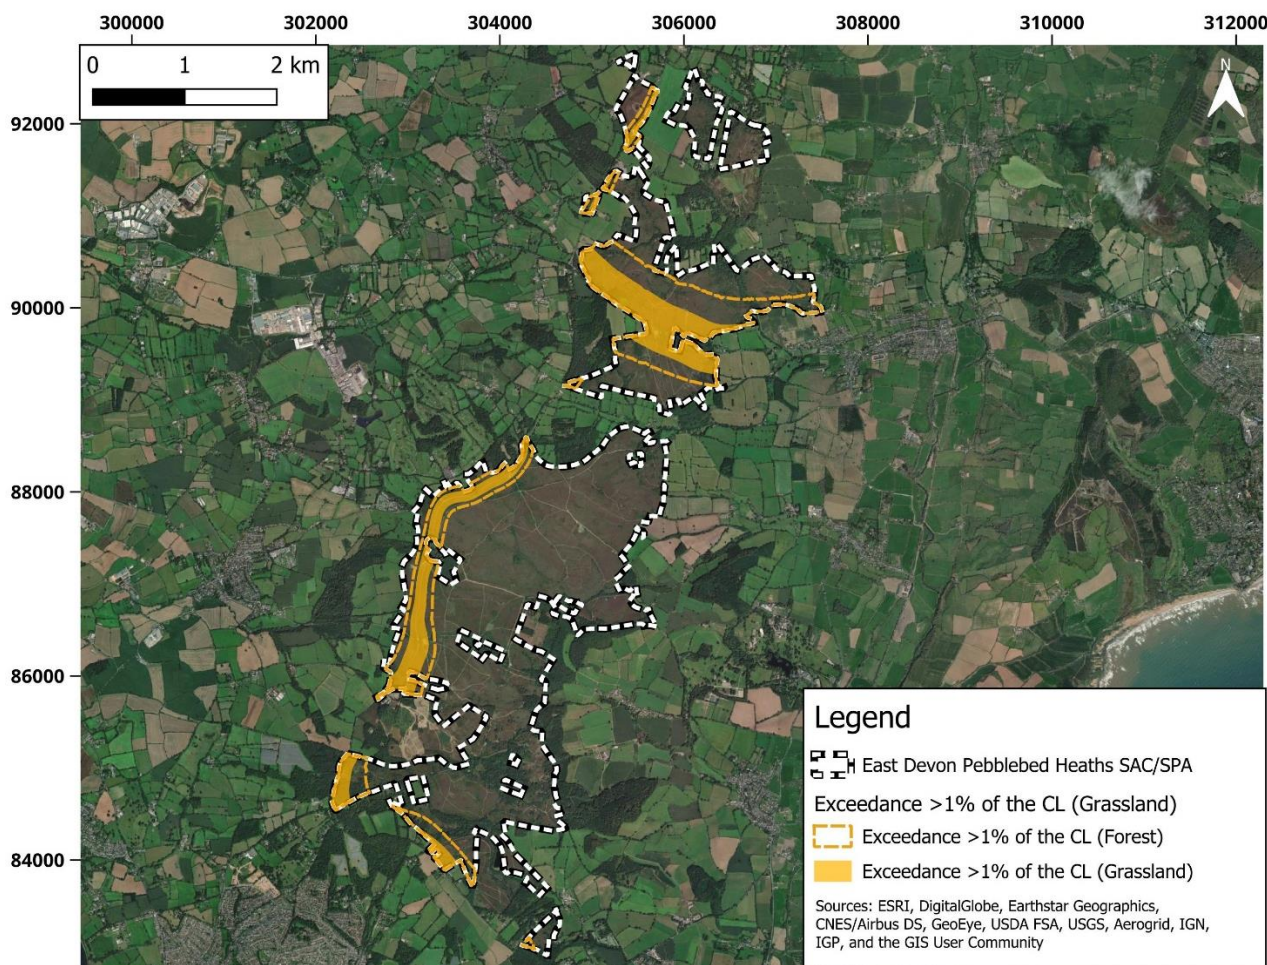 300000 302000 304000 306000 308000 310000 312000
0 1 2 km
N
92000
90000
88000
86000
84000
Legend
East Devon Pebblebed Heaths SAC/SPA
Exceedance >1% of the CL (Grassland)
Exceedance >1% of the CL (Forest)
Exceedance >1% of the CL (Grassland)
Sources: ESRI, DigitalGlobe, Earthstar Geographics,
CNES/Airbus DS, GeoEye, USDA FSA, USGS, Aerogrid, IGN,
IGP, and the GIS User Community